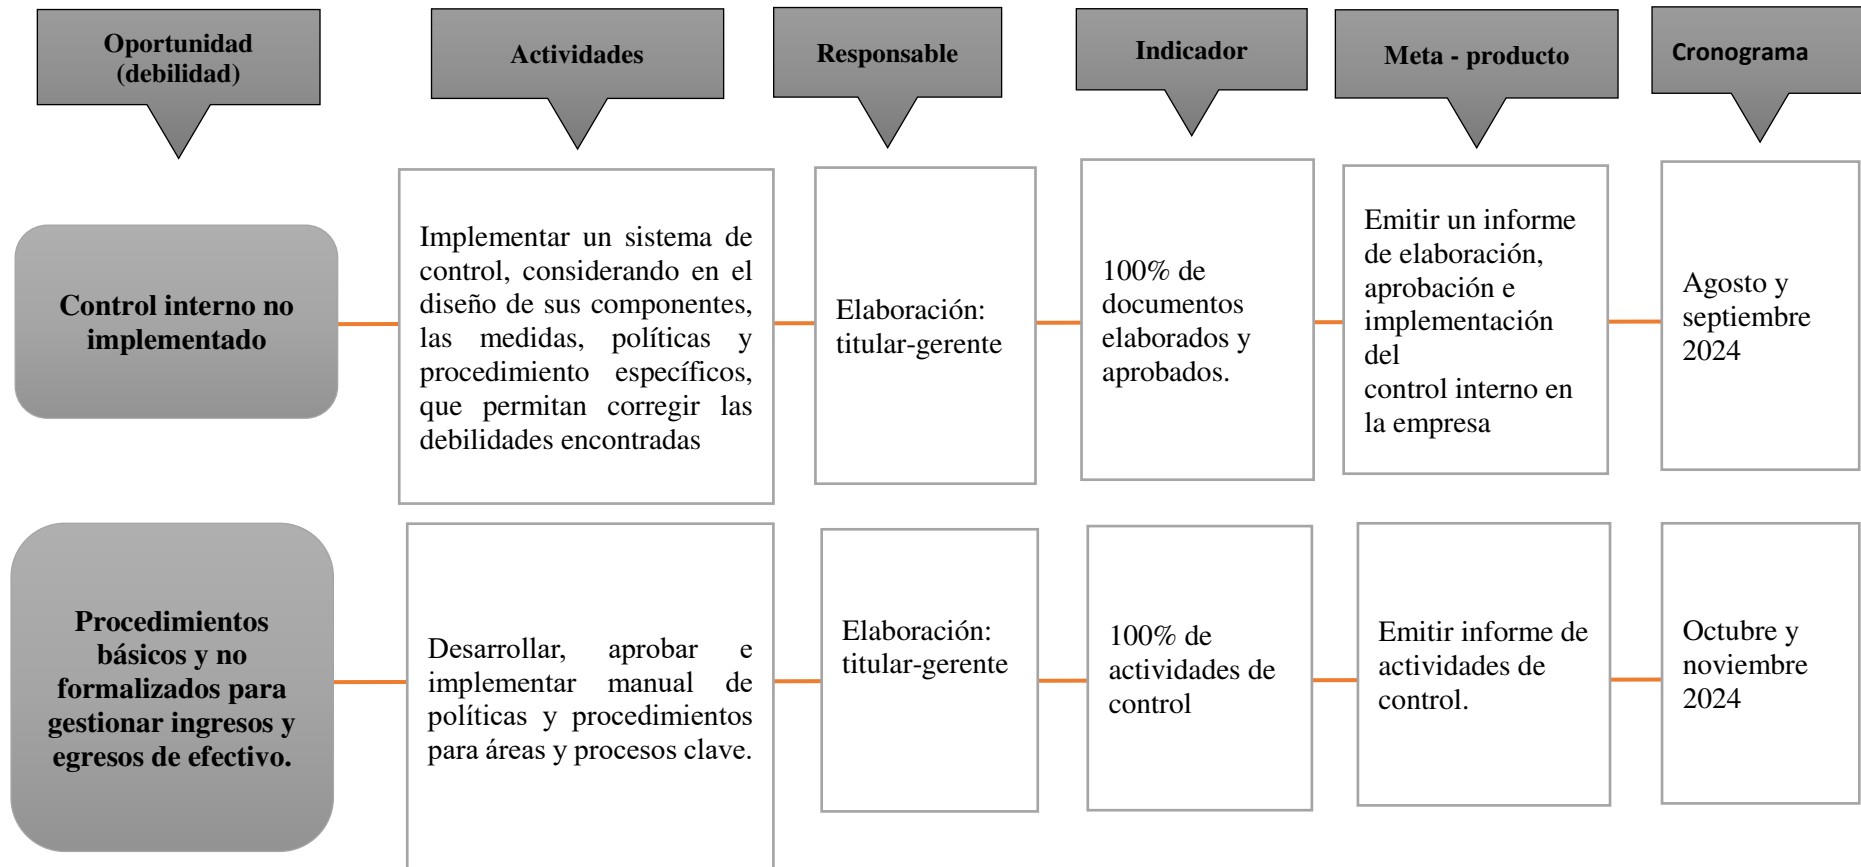 Oportunidad
(debilidad)
Actividades
Responsable
Indicador
Meta - producto
Cronograma
Control interno no
implementado
Implementar un sistema de
control, considerando en el
diseño de sus componentes,
las medidas, políticas y
procedimiento específicos,
que permitan corregir las
debilidades encontradas
Elaboración:
titular-gerente
100% de
documentos
elaborados y
aprobados.
Emitir un informe
de elaboración,
aprobación e
implementación
del
control interno en
la empresa
Agosto y
septiembre
2024
Procedimientos
básicos y no
formalizados para
gestionar ingresos y
egresos de efectivo.
Desarrollar, aprobar e
implementar manual de
políticas y procedimientos
para áreas y procesos clave.
Elaboración:
titular-gerente
100% de
actividades de
control
Emitir informe de
actividades de
control.
Octubre y
noviembre
2024